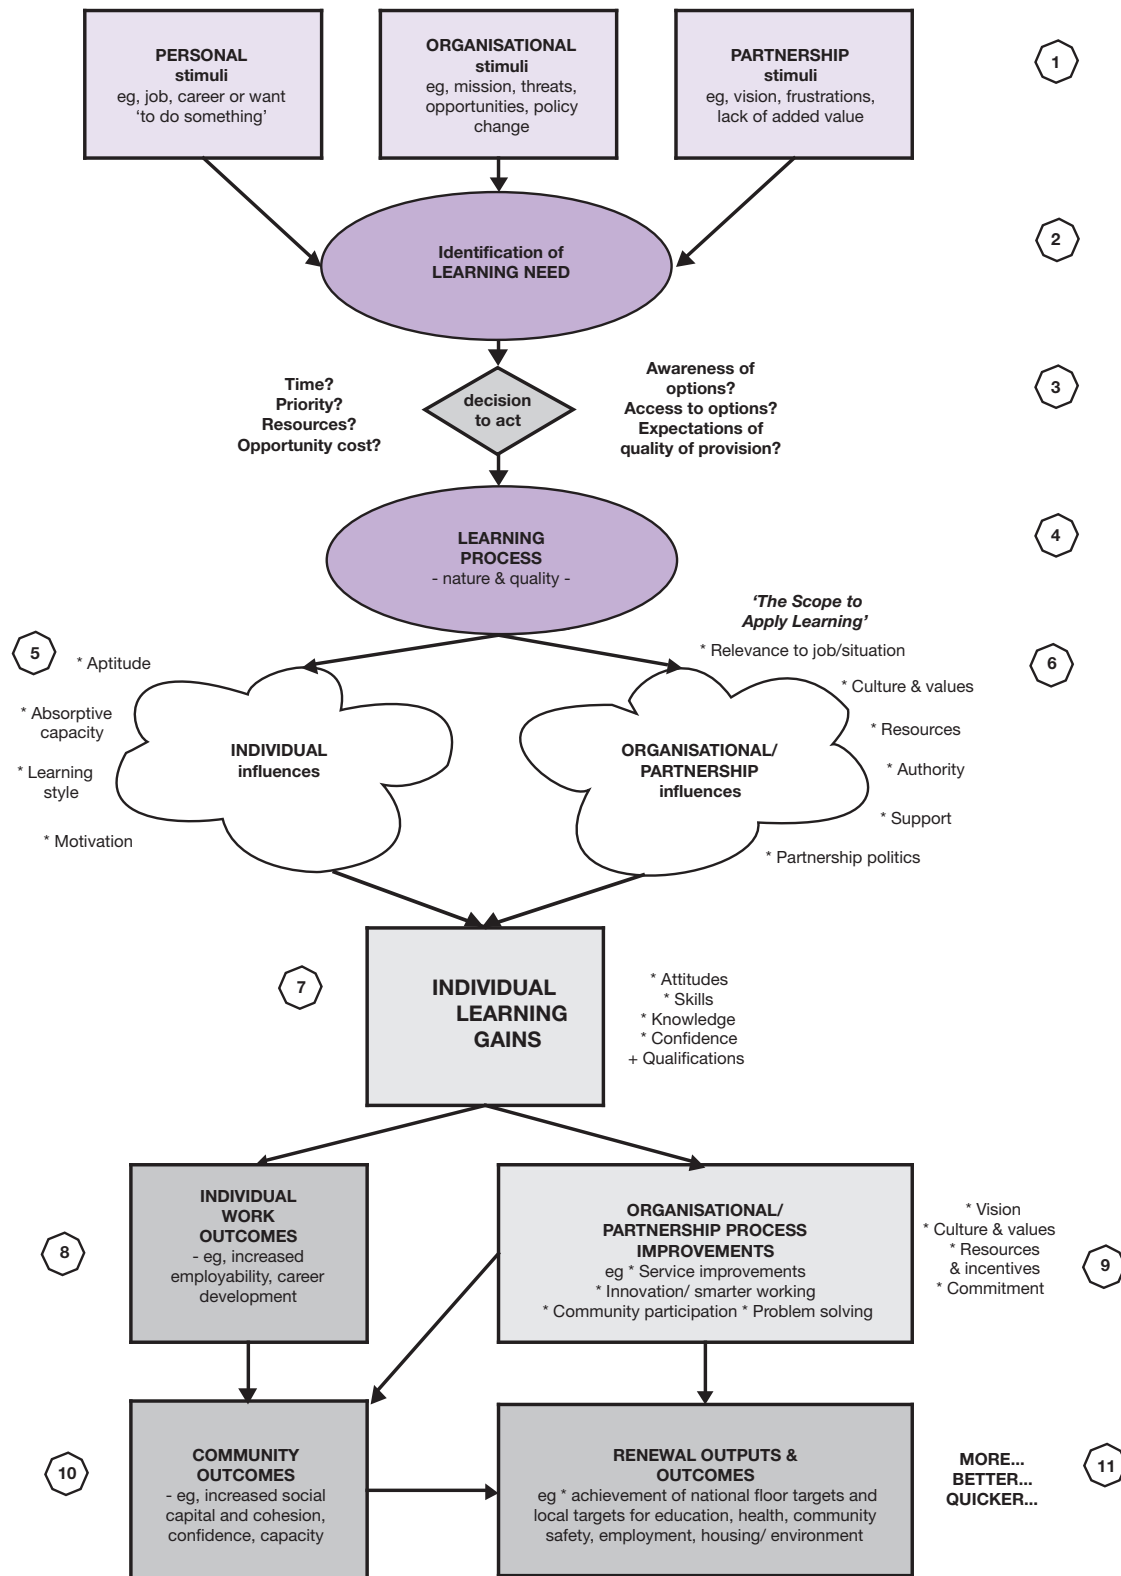 PERSONAL
stimuli
eg, job, career or want
‘to do something’
ORGANISATIONAL
stimuli
eg, mission, threats,
opportunities, policy
change
PARTNERSHIP
stimuli
eg, vision, frustrations,
lack of added value
1
Identification of
LEARNING NEED
2
Time?
Priority?
Resources?
Opportunity cost?
decision
to act
Awareness of
options?
Access to options?
Expectations of
quality of provision?
3
LEARNING
PROCESS
- nature & quality -
4
‘The Scope to
Apply Learning’
5
* Aptitude
* Absorptive
capacity
* Learning
style
* Motivation
INDIVIDUAL
influences
ORGANISATIONAL/
PARTNERSHIP
influences
* Relevance to job/situation
* Culture & values
* Resources
* Authority
* Support
* Partnership politics
6
7
INDIVIDUAL
LEARNING
GAINS
* Attitudes
* Skills
* Knowledge
* Confidence
+ Qualifications
8
INDIVIDUAL
WORK
OUTCOMES
- eg, increased
employability, career
development
ORGANISATIONAL/
PARTNERSHIP PROCESS
IMPROVEMENTS
eg * Service improvements
* Innovation/ smarter working
* Community participation * Problem solving
* Vision
* Culture & values
* Resources
& incentives
* Commitment
9
10
COMMUNITY
OUTCOMES
- eg, increased social
capital and cohesion,
confidence, capacity
RENEWAL OUTPUTS &
OUTCOMES
eg * achievement of national floor targets and
local targets for education, health, community
safety, employment, housing/ environment
MORE...
BETTER...
QUICKER...
11